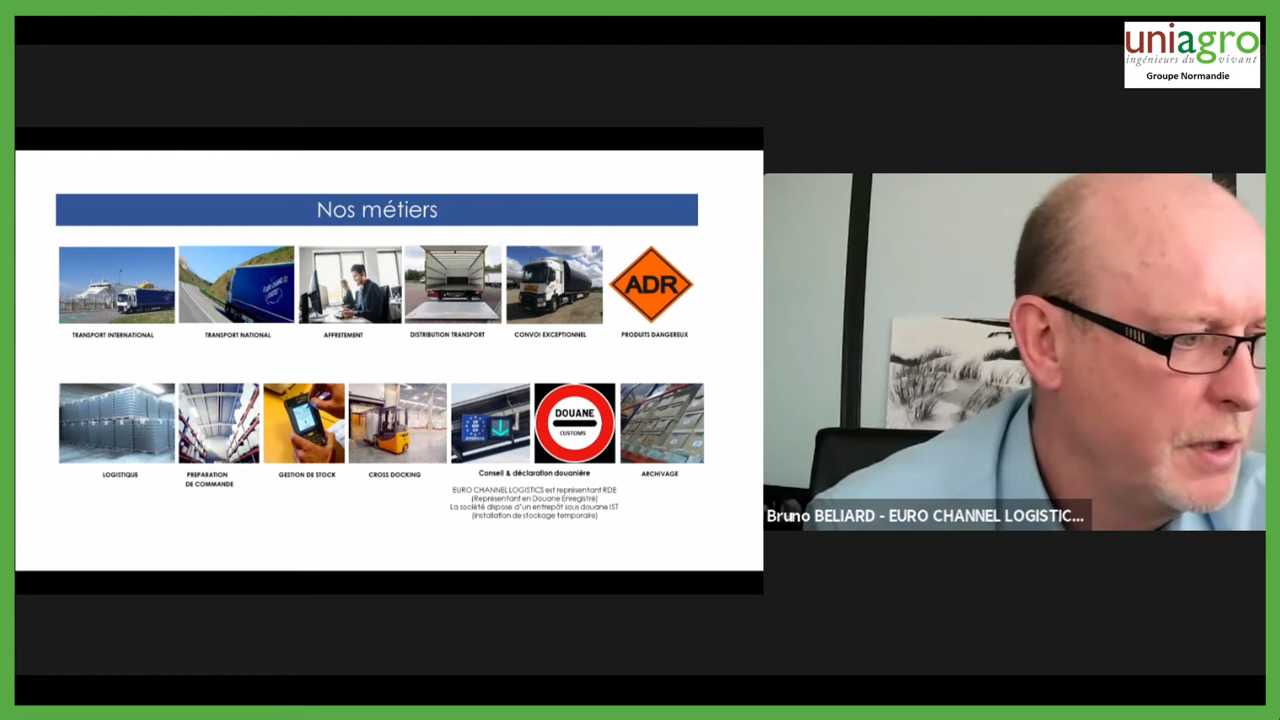 uniagro
ingénieurs du vivant
Groupe Normandie
Nos métiers
ADR
TRANSPORT INTERNATIONAL
TRANSPORT NATIONAL
AFFRETEMENT
DISTRIBUTION TRANSPORT
CONVOI EXCEPTIONNEL
PRODUITS DANGEREUX
DOUANE
CUSTOMS
LOGISTIQUE
PREPARATION
DE COMMANDE
GESTION DE STOCK
CROSS DOCKING
Conseil & déclaration douanière
ARCHIVAGE
EURO CHANNEL LOGISTICS est représentant RDE
(Représentant en Douane Enregistré)
La société dispose d'un entrepôt sous douane IST
(Installation de stockage temporaire)
Bruno BELIARD - EURO CHANNEL LOGISTIC...